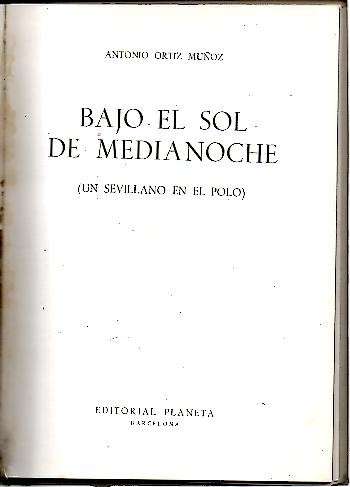 ANTONIO ORTIZ MUÑOZ
BAJO EL SOL
DE MEDIANOCHE
(UN SEVILLANO EN EL POLO)
EDITORIAL PLANETA
BARCELONA